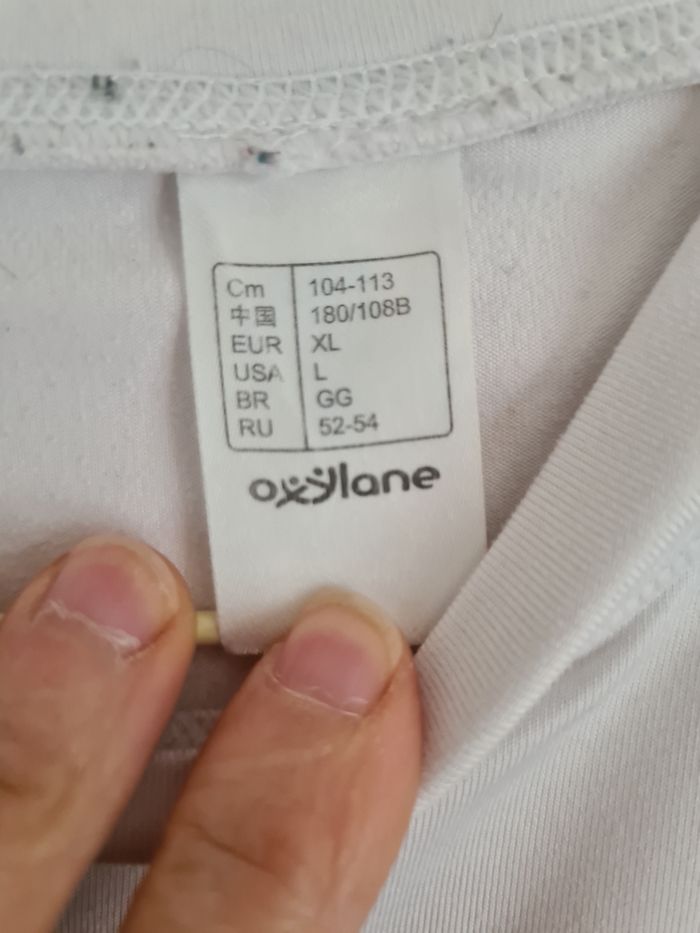 Cm 104-113
中国 180/108B
EUR XL
USA L
BR GG
RU 52-54
oxylane